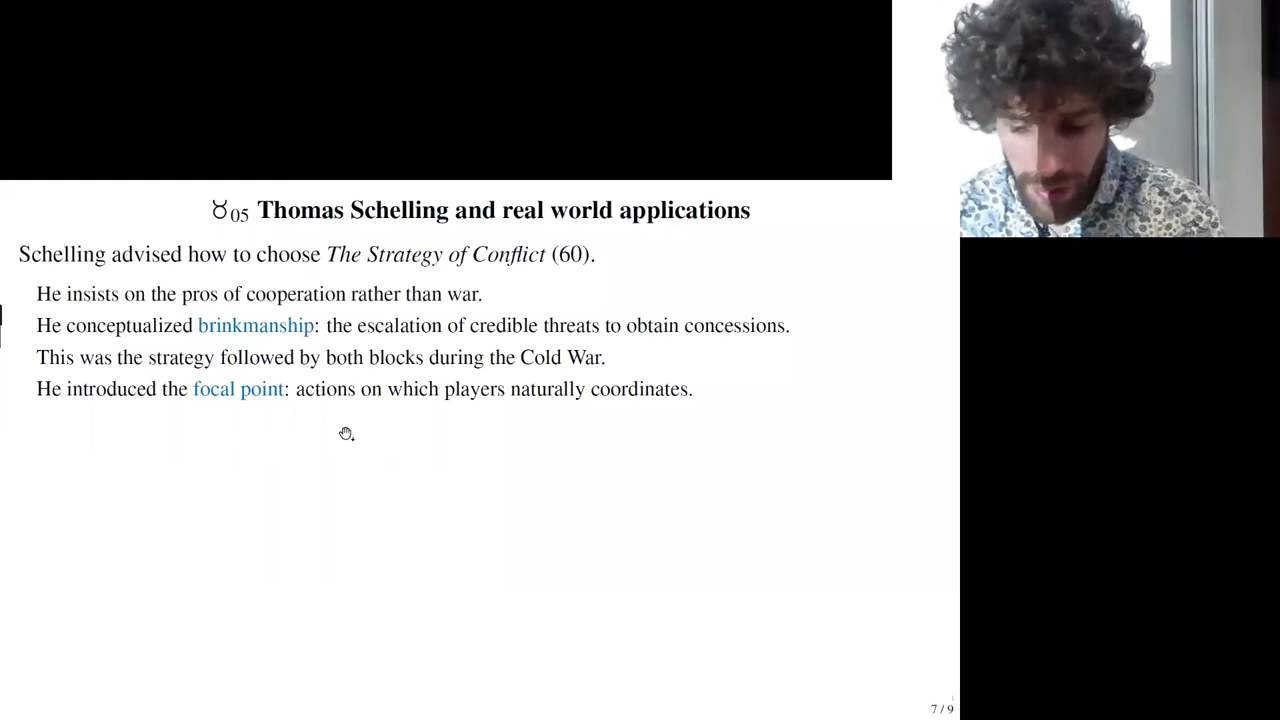 ♉05 Thomas Schelling and real world applications
Schelling advised how to choose The Strategy of Conflict (60).
He insists on the pros of cooperation rather than war.
He conceptualized brinkmanship: the escalation of credible threats to obtain concessions.
This was the strategy followed by both blocks during the Cold War.
He introduced the focal point: actions on which players naturally coordinates.
7 / 9